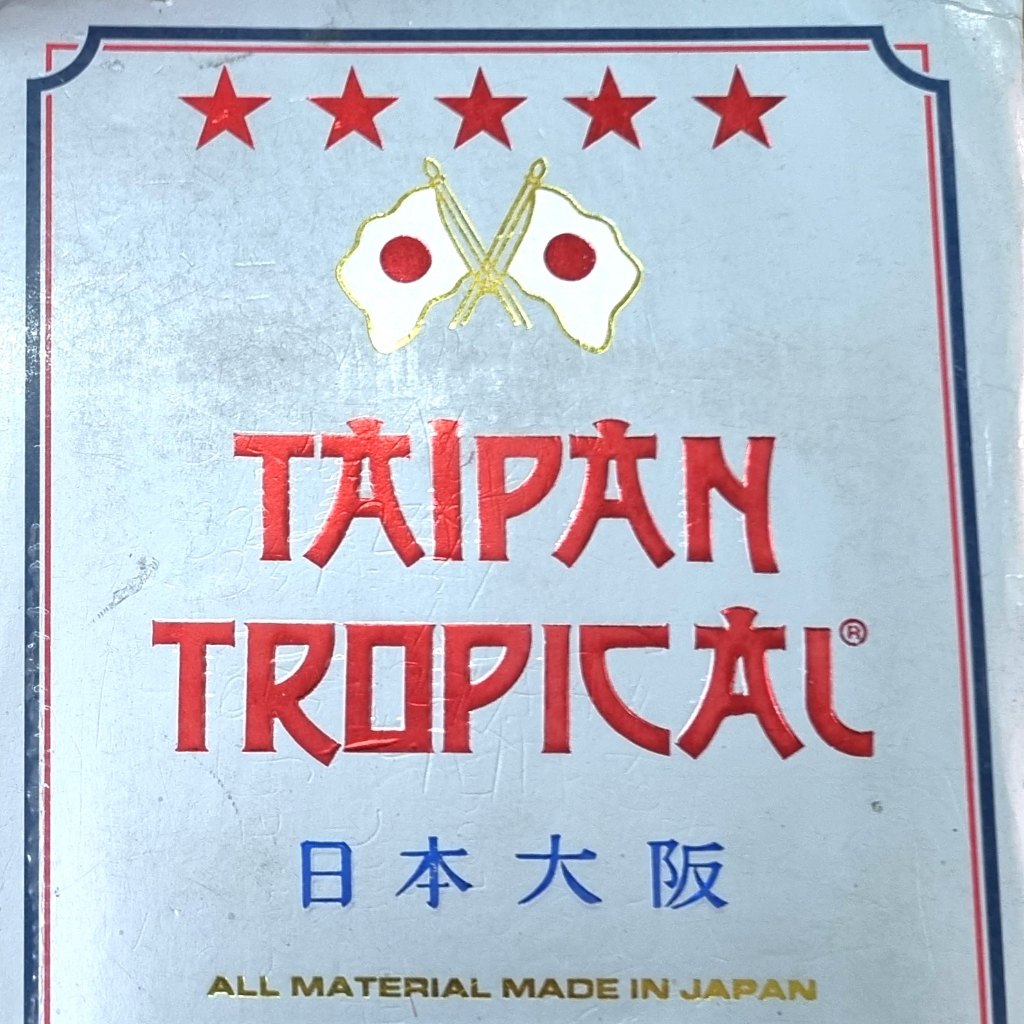 TAIPAN
TROPICAL®
日本大阪
ALL MATERIAL MADE IN JAPAN